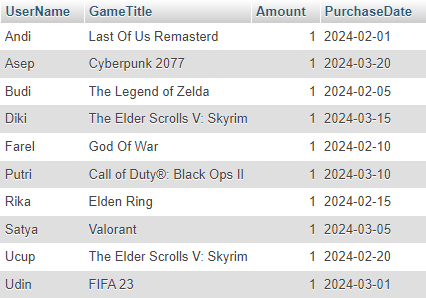 UserName GameTitle Amount PurchaseDate
Andi Last Of Us Remasterd 1 2024-02-01
Asep Cyberpunk 2077 1 2024-03-20
Budi The Legend of Zelda 1 2024-02-05
Diki The Elder Scrolls V: Skyrim 1 2024-03-15
Farel God Of War 1 2024-02-10
Putri Call of Duty®: Black Ops II 1 2024-03-10
Rika Elden Ring 1 2024-02-15
Satya Valorant 1 2024-03-05
Ucup The Elder Scrolls V: Skyrim 1 2024-02-20
Udin FIFA 23 1 2024-03-01